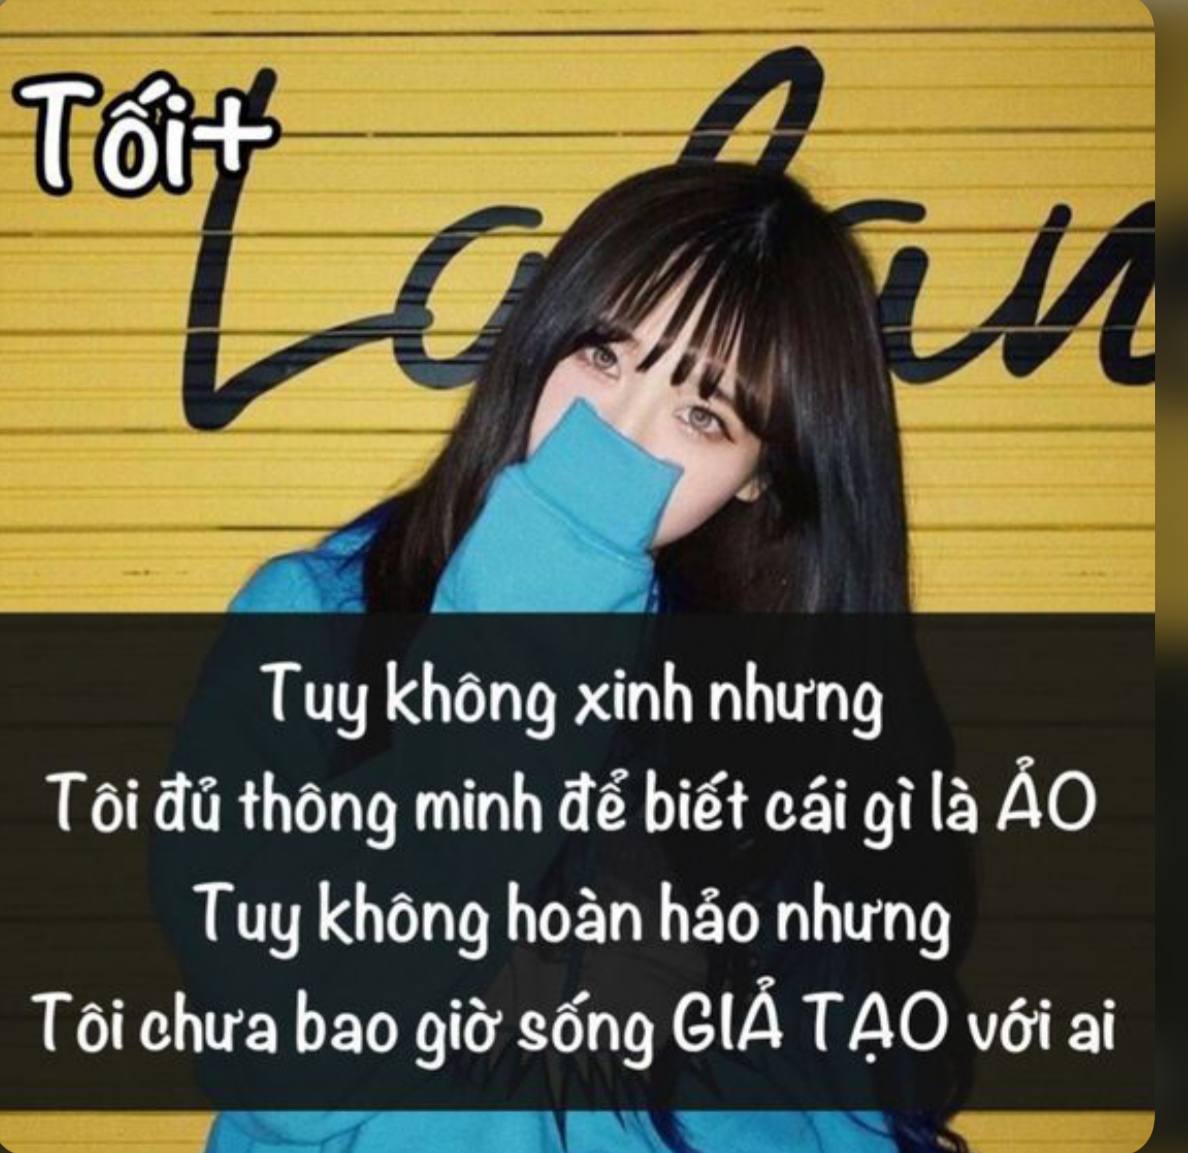 Tối+
Tuy không xinh nhưng
Tôi đủ thông minh để biết cái gì là ẢO
Tuy không hoàn hảo nhưng
Tôi chưa bao giờ sống GIẢ TẠO với ai